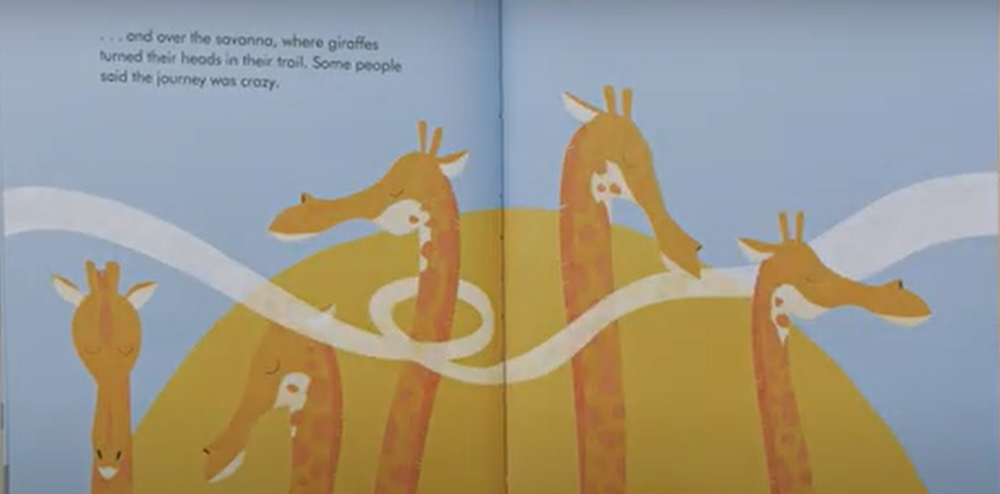 . . . and over the savanna, where giraffes
turned their heads in their trail. Some people
said the journey was crazy.